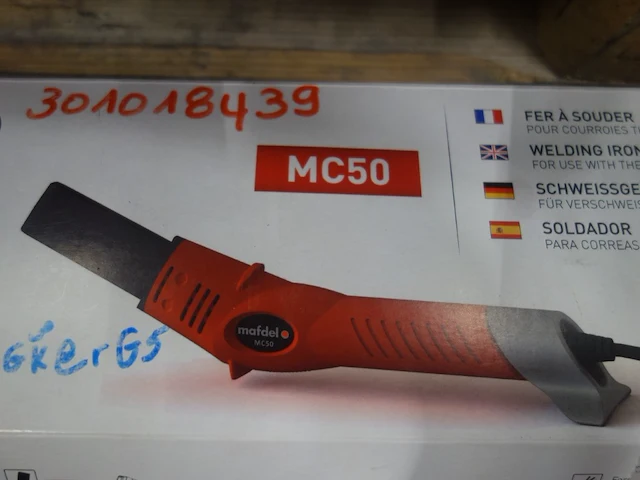 301018439
MC50
FER À SOUDER
POUR COURROIES
WELDING IRON
FOR USE WITH THE
SCHWEISSGE
FÜR VERSCHWEIS
SOLDADOR
PARA CORREAS
mafdel
MC50